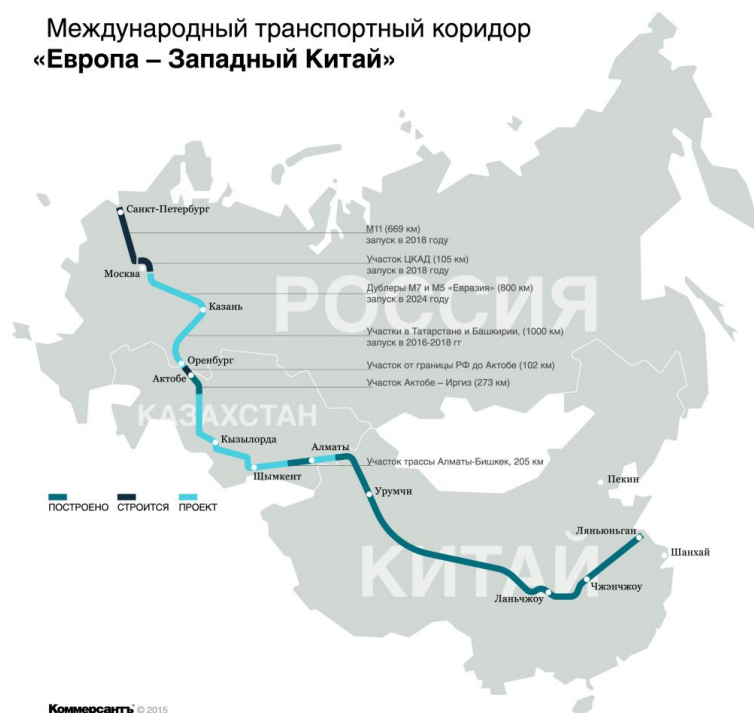 Международный транспортный коридор
«Европа – Западный Китай»
Санкт-Петербург
М11 (669 км)
запуск в 2018 году
Участок ЦКАД (105 км)
запуск в 2018 году
Москва
Дублеры М7 и М5 «Евразия» (800 км)
запуск в 2024 году
РОССИЯ
Казань
Участки в Татарстане и Башкирии, (1000 км)
запуск в 2016-2018 гг
Оренбург
Участок от границы РФ до Актобе (102 км)
Актобе
Участок Актобе – Иргиз (273 км)
КАЗАХСТАН
Кызылорда
Алматы
Участок трассы Алматы-Бишкек, 205 км
Шымкент
Пекин
Урумчи
ПОСТРОЕНО СТРОИТСЯ ПРОЕКТ
Ляньюньган
Шанхай
КИТАЙ
Чжэнчжоу
Ланьчжоу
Коммерсантъ © 2015